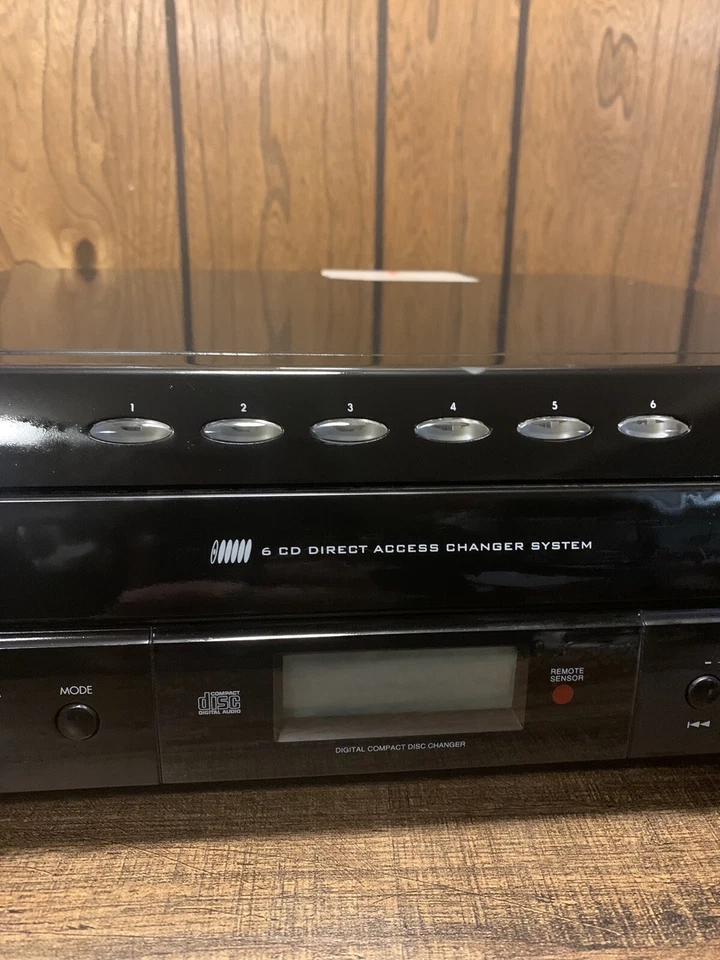 1 2 3 4 5 6
6 CD DIRECT ACCESS CHANGER SYSTEM
MODE
COMPACT
disc
DIGITAL AUDIO
REMOTE
SENSOR
DIGITAL COMPACT DISC CHANGER